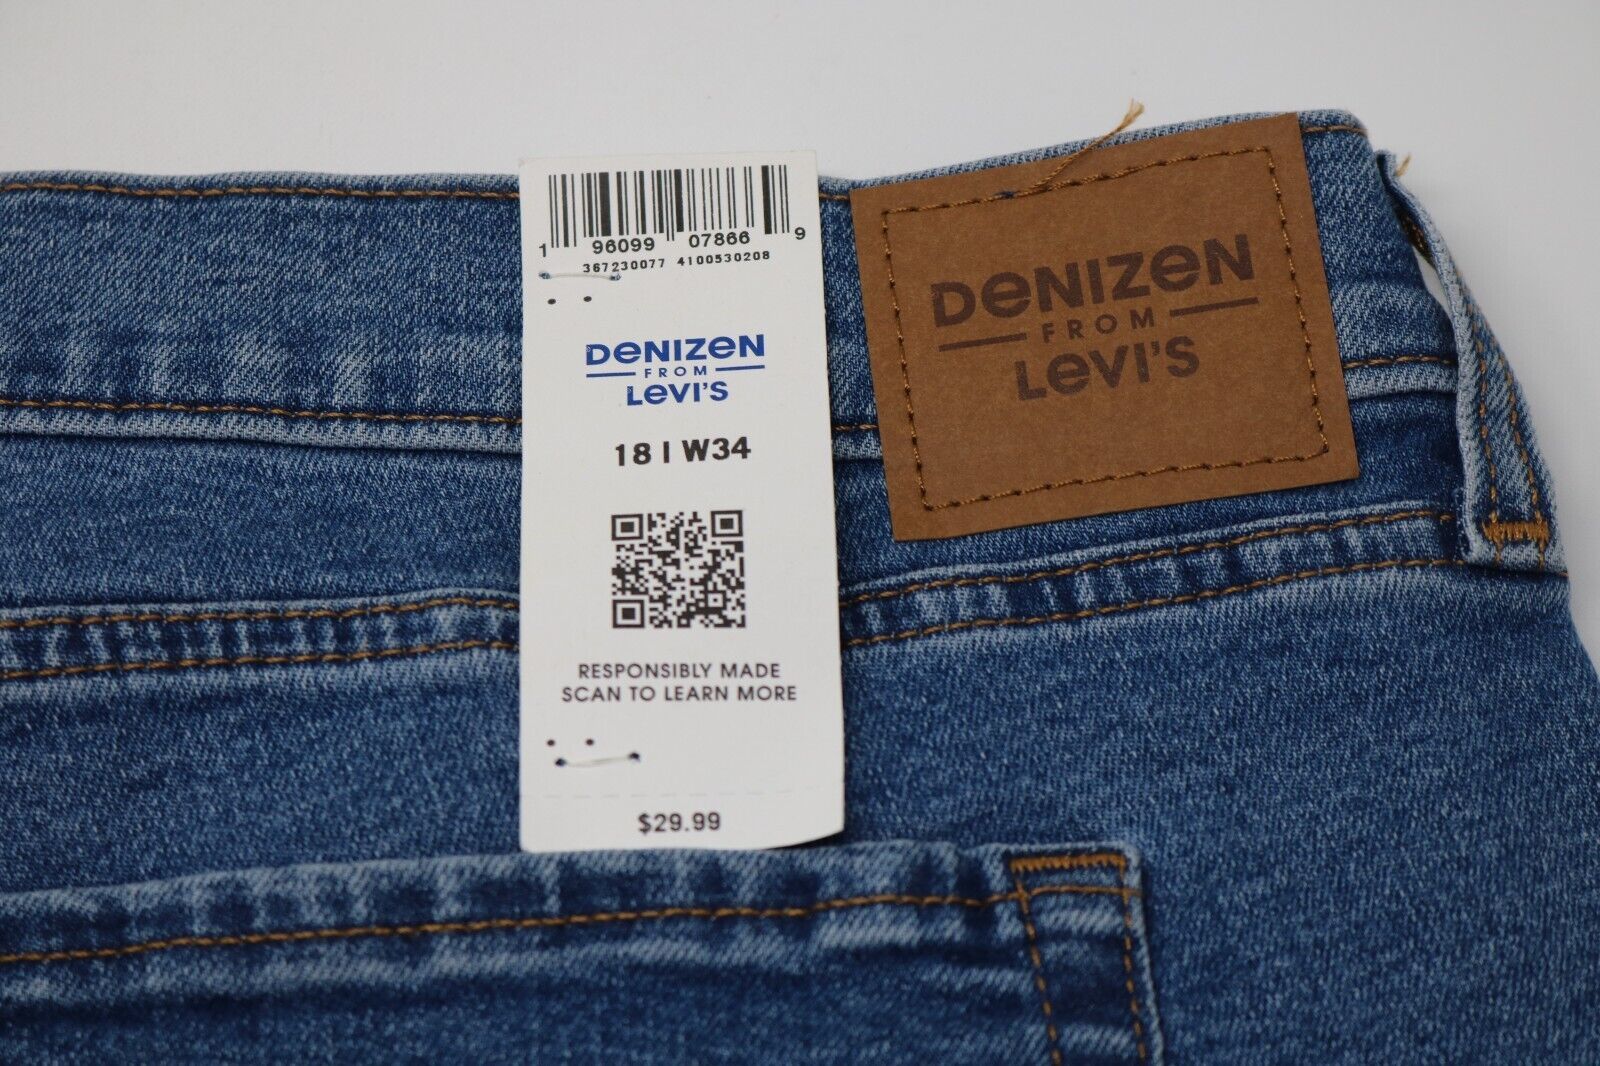 1 96099 07866 9
367230077 4100530208
DENIZEN
FROM
LEVI'S
18 | W34
RESPONSIBLY MADE
SCAN TO LEARN MORE
$29.99
DENIZEN
FROM
LEVI'S